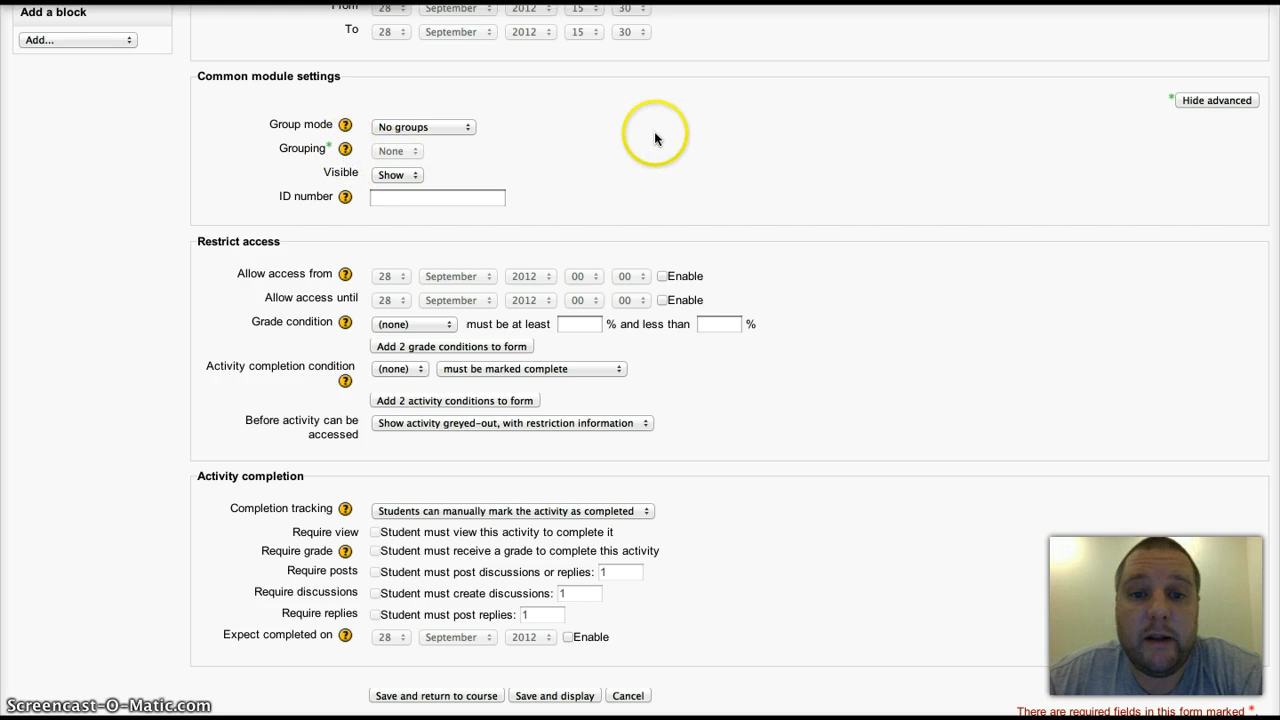 Add a block
Add...
From 28 September 2012 15 30
To 28 September 2012 15 30
Common module settings
* Hide advanced
Group mode ? No groups
Grouping* ? None
Visible Show
ID number ?
Restrict access
Allow access from ? 28 September 2012 00 00 Enable
Allow access until 28 September 2012 00 00 Enable
Grade condition ? (none) must be at least % and less than %
Add 2 grade conditions to form
Activity completion condition ? (none) must be marked complete
Add 2 activity conditions to form
Before activity can be accessed Show activity greyed-out, with restriction information
Activity completion
Completion tracking ? Students can manually mark the activity as completed
Require view Student must view this activity to complete it
Require grade ? Student must receive a grade to complete this activity
Require posts Student must post discussions or replies: 1
Require discussions Student must create discussions: 1
Require replies Student must post replies: 1
Expect completed on ? 28 September 2012 Enable
Save and return to course Save and display Cancel
There are required fields in this form marked *.
Screencast-O-Matic.com